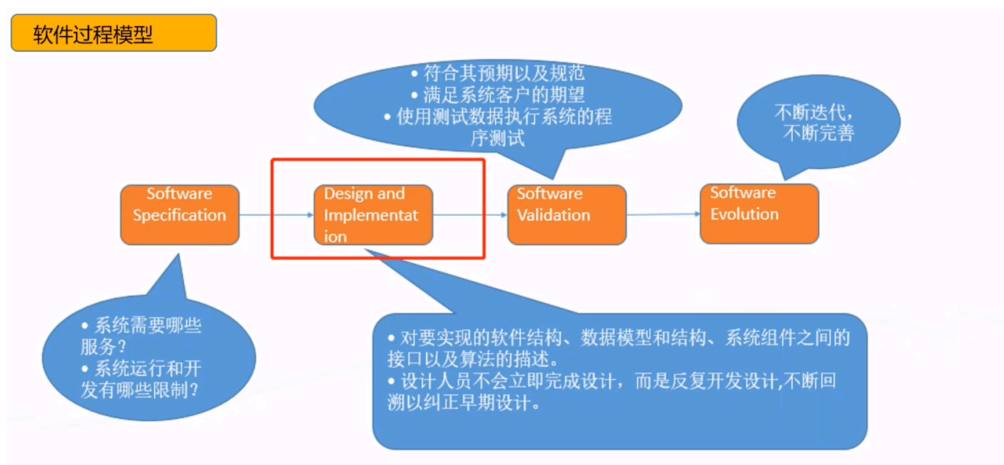 软件过程模型
• 符合其预期以及规范
• 满足系统客户的期望
• 使用测试数据执行系统的程
序测试
不断迭代，
不断完善
Software
Specification
Design and
Implementat
ion
Software
Validation
Software
Evolution
• 系统需要哪些
服务？
• 系统运行和开
发有哪些限制？
• 对要实现的软件结构、数据模型和结构、系统组件之间的
接口以及算法的描述。
• 设计人员不会立即完成设计，而是反复开发设计,不断回
溯以纠正早期设计。